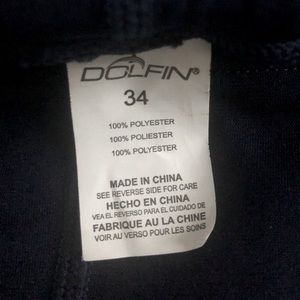 DOLFIN®
34
100% POLYESTER
100% POLIESTER
100% POLYESTER
MADE IN CHINA
SEE REVERSE SIDE FOR CARE
HECHO EN CHINA
VEA EL REVERSO PARA EL CUIDADO DE
FABRIQUE AU LA CHINE
VOIR AU VERSO POUR LES SOINS